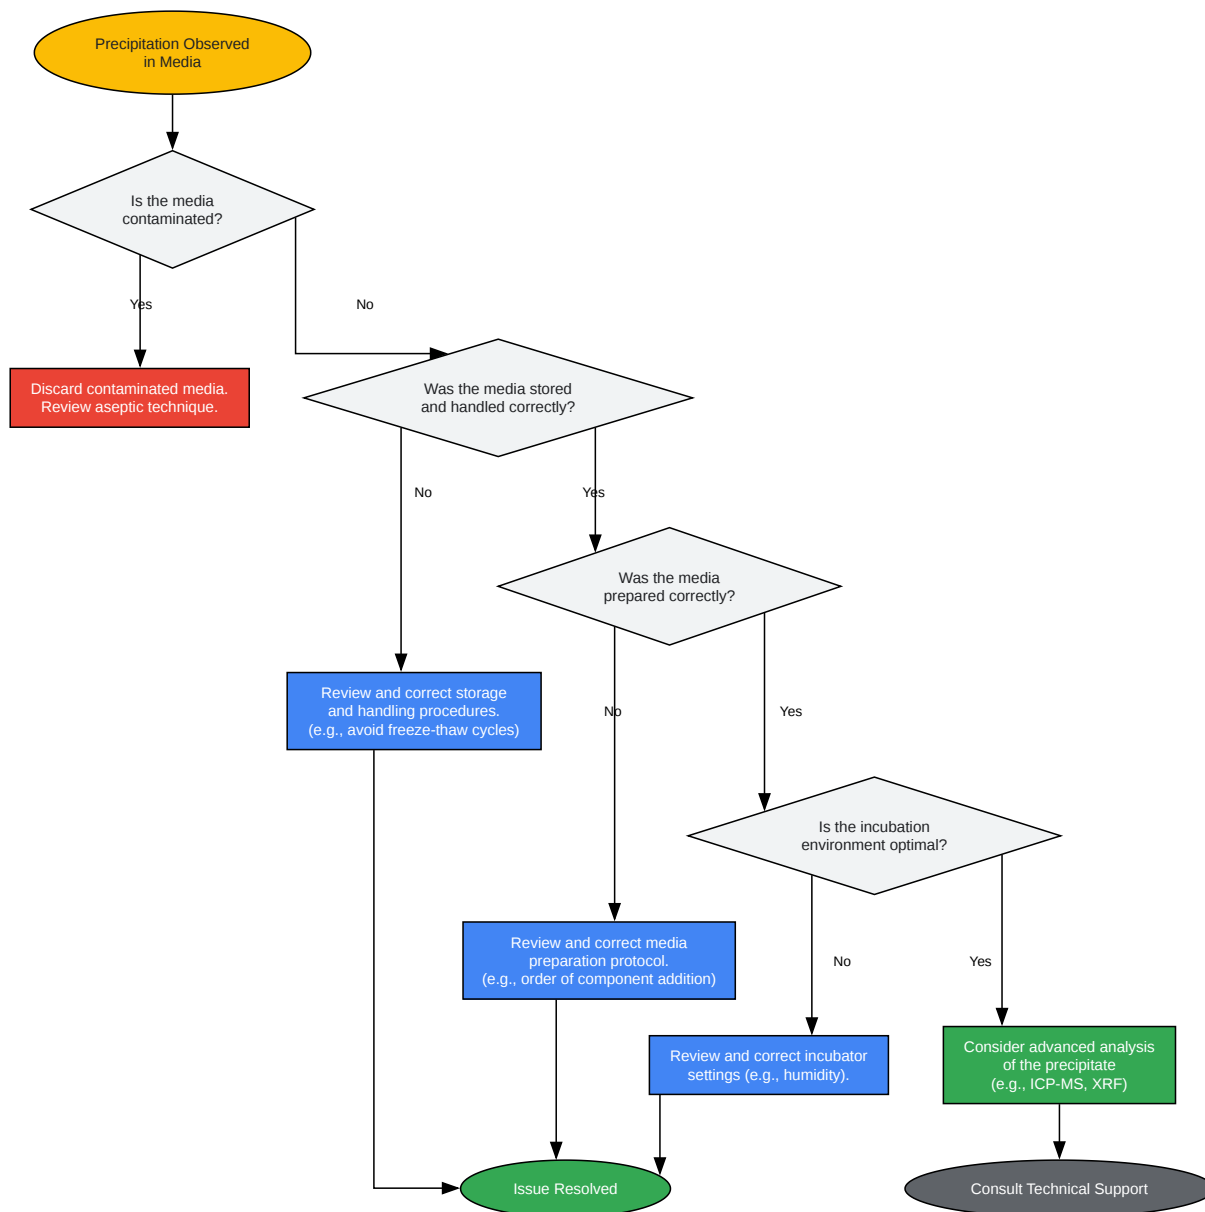 Precipitation Observed
in Media
Is the media
contaminated?
Yes
No
Discard contaminated media.
Review aseptic technique.
Was the media stored
and handled correctly?
No
Yes
Was the media
prepared correctly?
Review and correct storage
and handling procedures.
(e.g., avoid freeze-thaw cycles)
No
Yes
Is the incubation
environment optimal?
Review and correct media
preparation protocol.
(e.g., order of component addition)
No
Yes
Review and correct incubator
settings (e.g., humidity).
Consider advanced analysis
of the precipitate
(e.g., ICP-MS, XRF)
Issue Resolved
Consult Technical Support